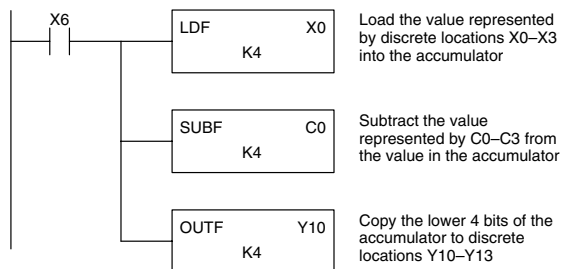 X6
LDF X0
K4
Load the value represented
by discrete locations X0–X3
into the accumulator
SUBF C0
K4
Subtract the value
represented by C0–C3 from
the value in the accumulator
OUTF Y10
K4
Copy the lower 4 bits of the
accumulator to discrete
locations Y10–Y13